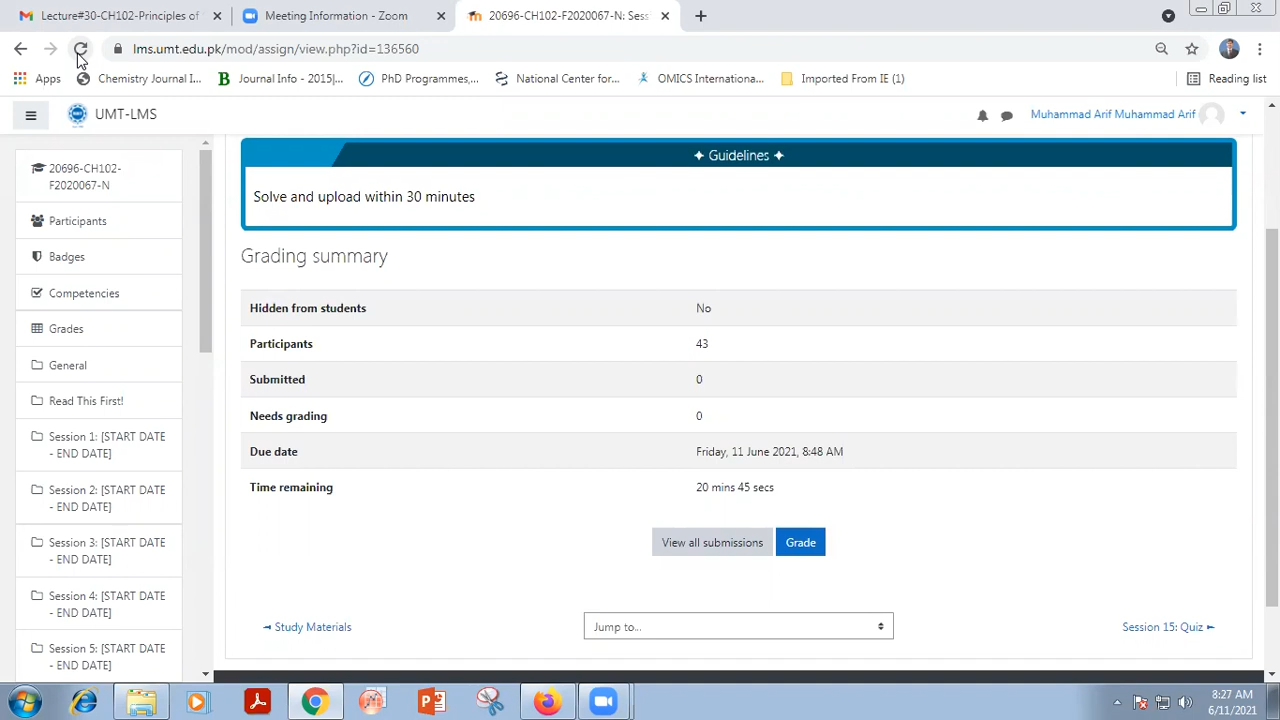 Lecture#30-CH102-Principles of
Meeting Information - Zoom
20696-CH102-F2020067-N: Ses:
lms.umt.edu.pk/mod/assign/view.php?id=136560
Apps
Chemistry Journal I...
Journal Info - 2015|...
PhD Programmes,...
National Center for...
OMICS Internationa...
Imported From IE (1)
Reading list
UMT-LMS
Muhammad Arif Muhammad Arif
20696-CH102-
F2020067-N
Participants
Badges
Competencies
Grades
General
Read This First!
Session 1: [START DATE
- END DATE]
Session 2: [START DATE
- END DATE]
Session 3: [START DATE
- END DATE]
Session 4: [START DATE
- END DATE]
Session 5: [START DATE
- END DATE]
✦ Guidelines ✦
Solve and upload within 30 minutes
Grading summary
Hidden from students No
Participants 43
Submitted 0
Needs grading 0
Due date Friday, 11 June 2021, 8:48 AM
Time remaining 20 mins 45 secs
View all submissions Grade
◄ Study Materials
Jump to...
Session 15: Quiz ►
8:27 AM
6/11/2021